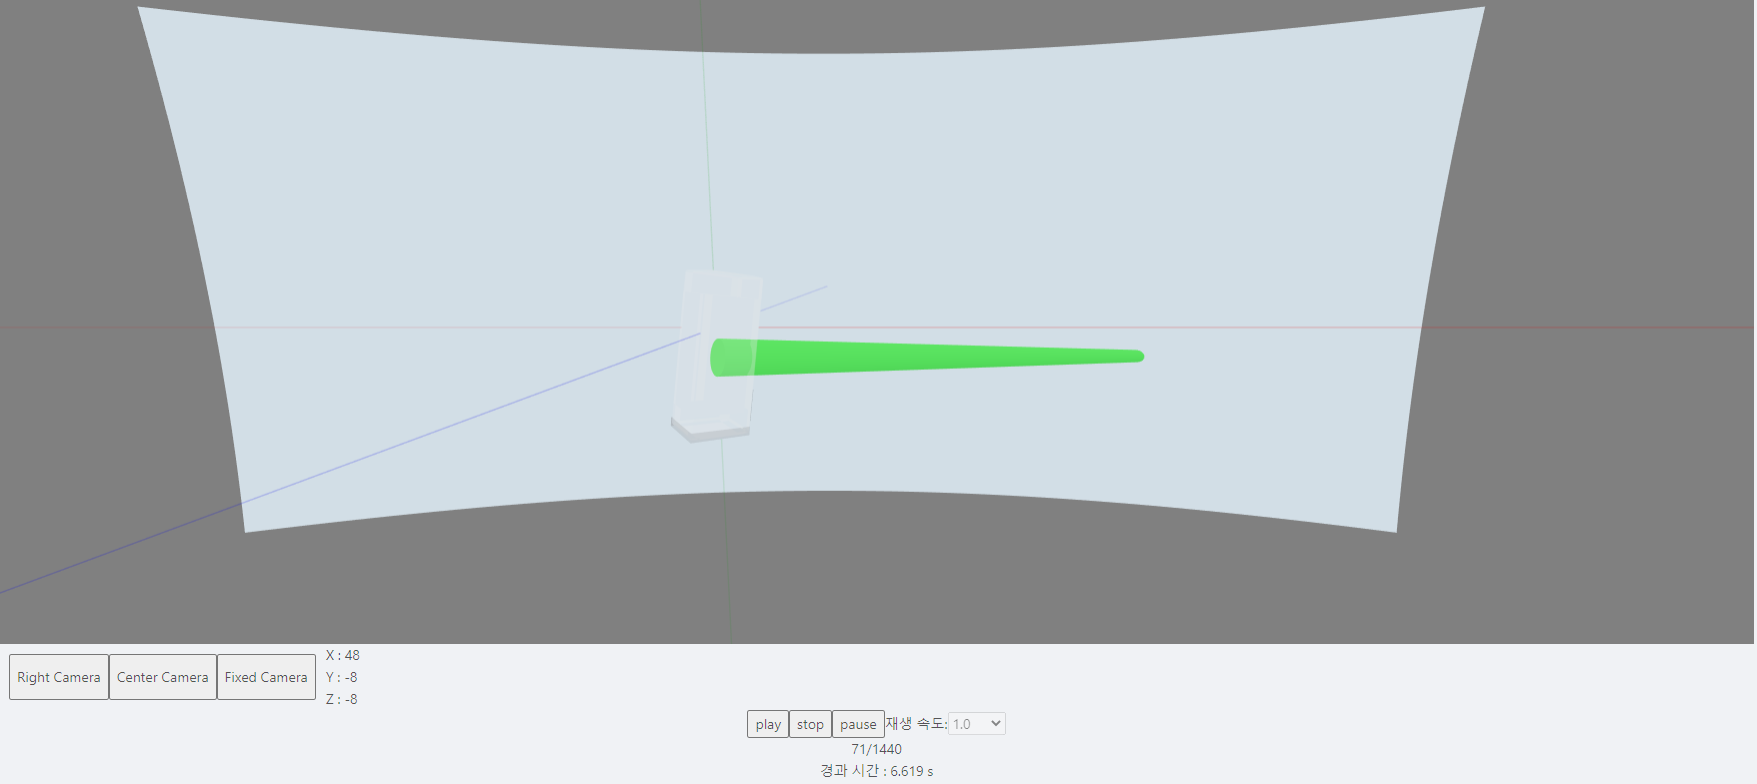 Right Camera Center Camera Fixed Camera
X : 48
Y : -8
Z : -8
play stop pause 재생 속도: 1.0
71/1440
경과 시간 : 6.619 s